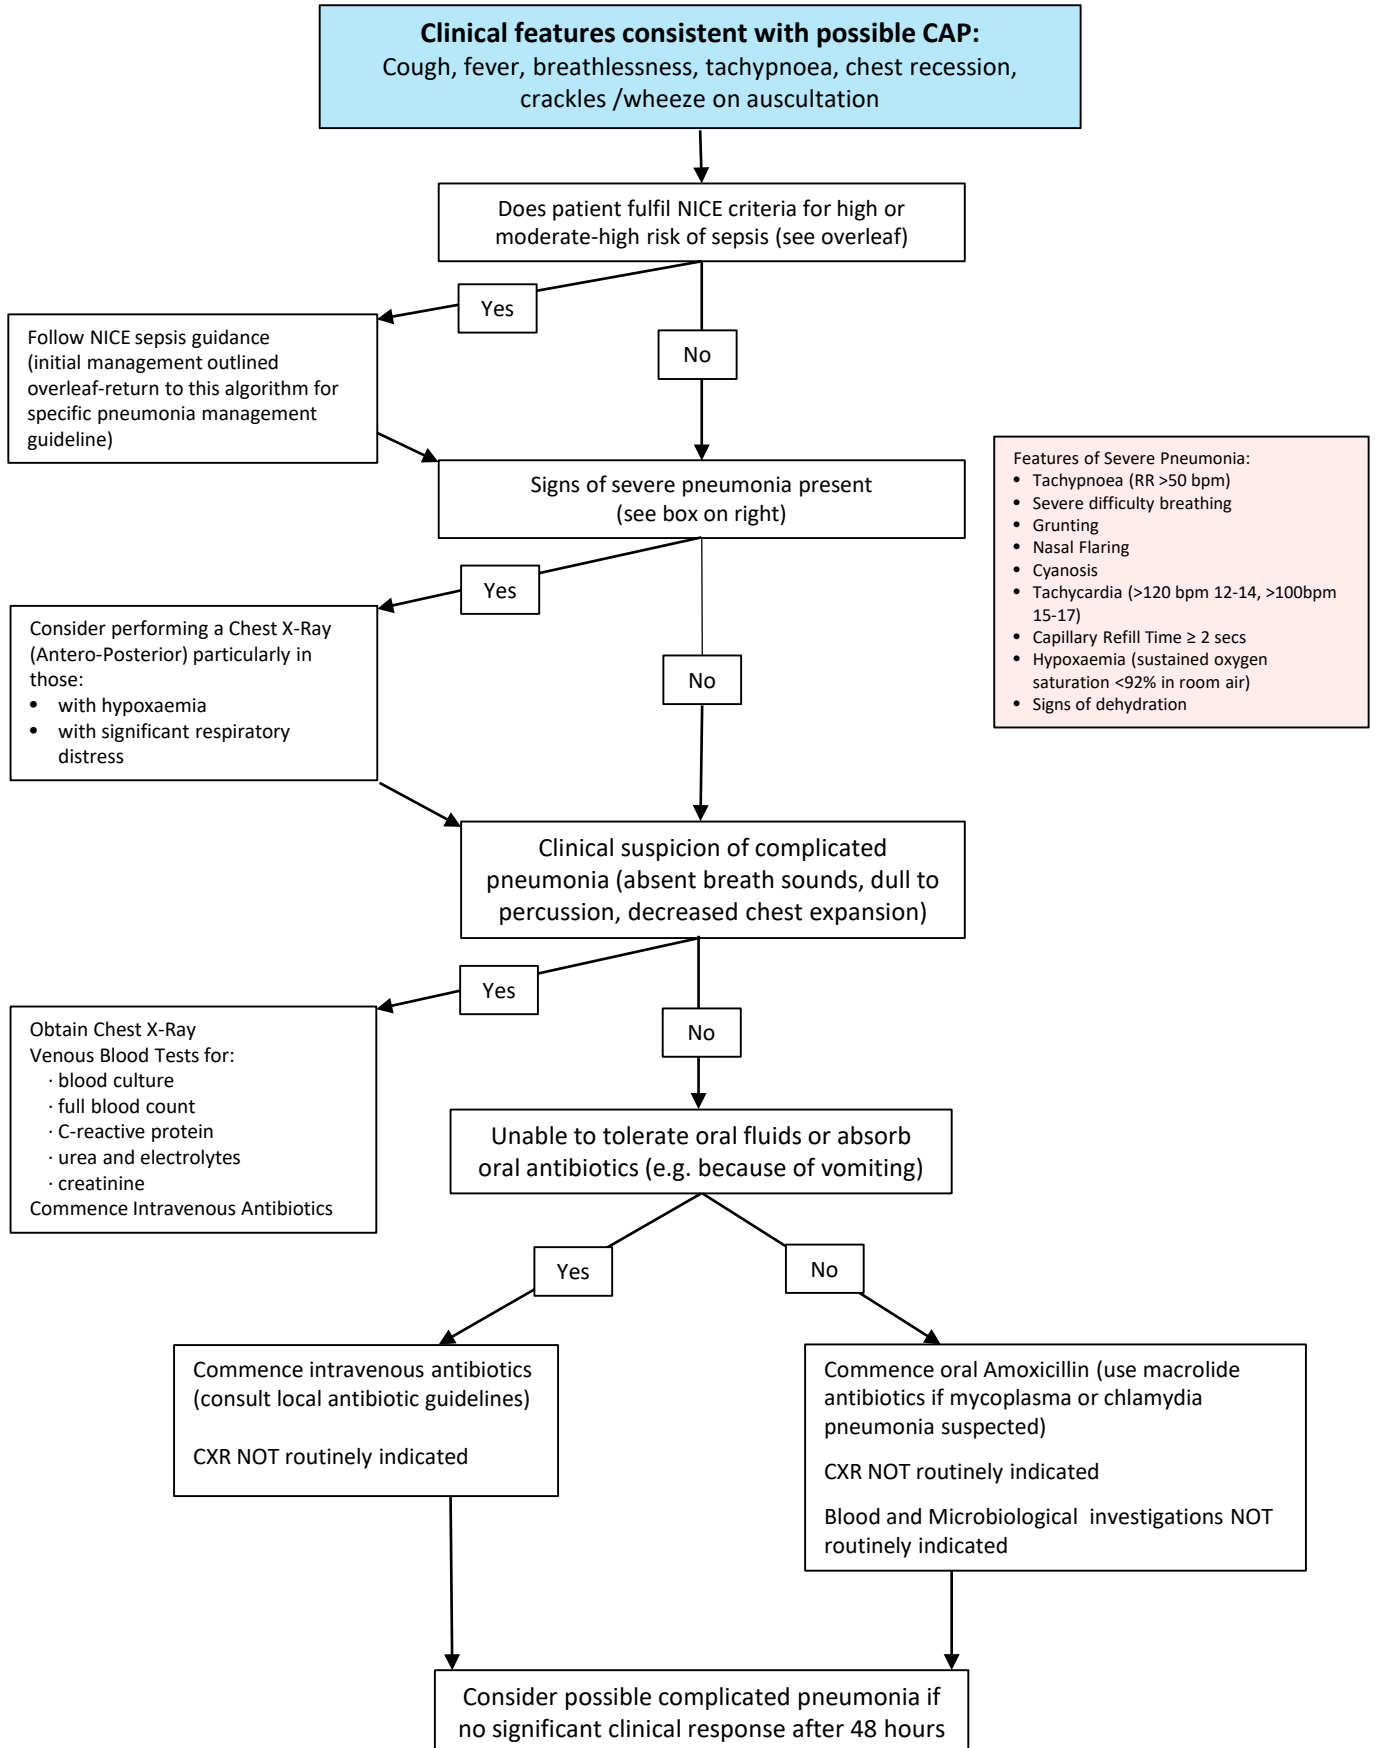 Clinical features consistent with possible CAP:
Cough, fever, breathlessness, tachypnoea, chest recession,
crackles /wheeze on auscultation
Does patient fulfil NICE criteria for high or
moderate-high risk of sepsis (see overleaf)
Yes
No
Follow NICE sepsis guidance
(initial management outlined
overleaf-return to this algorithm for
specific pneumonia management
guideline)
Signs of severe pneumonia present
(see box on right)
Features of Severe Pneumonia:
• Tachypnoea (RR >50 bpm)
• Severe difficulty breathing
• Grunting
• Nasal Flaring
• Cyanosis
• Tachycardia (>120 bpm 12-14, >100bpm
15-17)
• Capillary Refill Time ≥ 2 secs
• Hypoxaemia (sustained oxygen
saturation <92% in room air)
• Signs of dehydration
Yes
No
Consider performing a Chest X-Ray
(Antero-Posterior) particularly in
those:
• with hypoxaemia
• with significant respiratory
distress
Clinical suspicion of complicated
pneumonia (absent breath sounds, dull to
percussion, decreased chest expansion)
Yes
No
Obtain Chest X-Ray
Venous Blood Tests for:
· blood culture
· full blood count
· C-reactive protein
· urea and electrolytes
· creatinine
Commence Intravenous Antibiotics
Unable to tolerate oral fluids or absorb
oral antibiotics (e.g. because of vomiting)
Yes
No
Commence intravenous antibiotics
(consult local antibiotic guidelines)
CXR NOT routinely indicated
Commence oral Amoxicillin (use macrolide
antibiotics if mycoplasma or chlamydia
pneumonia suspected)
CXR NOT routinely indicated
Blood and Microbiological investigations NOT
routinely indicated
Consider possible complicated pneumonia if
no significant clinical response after 48 hours